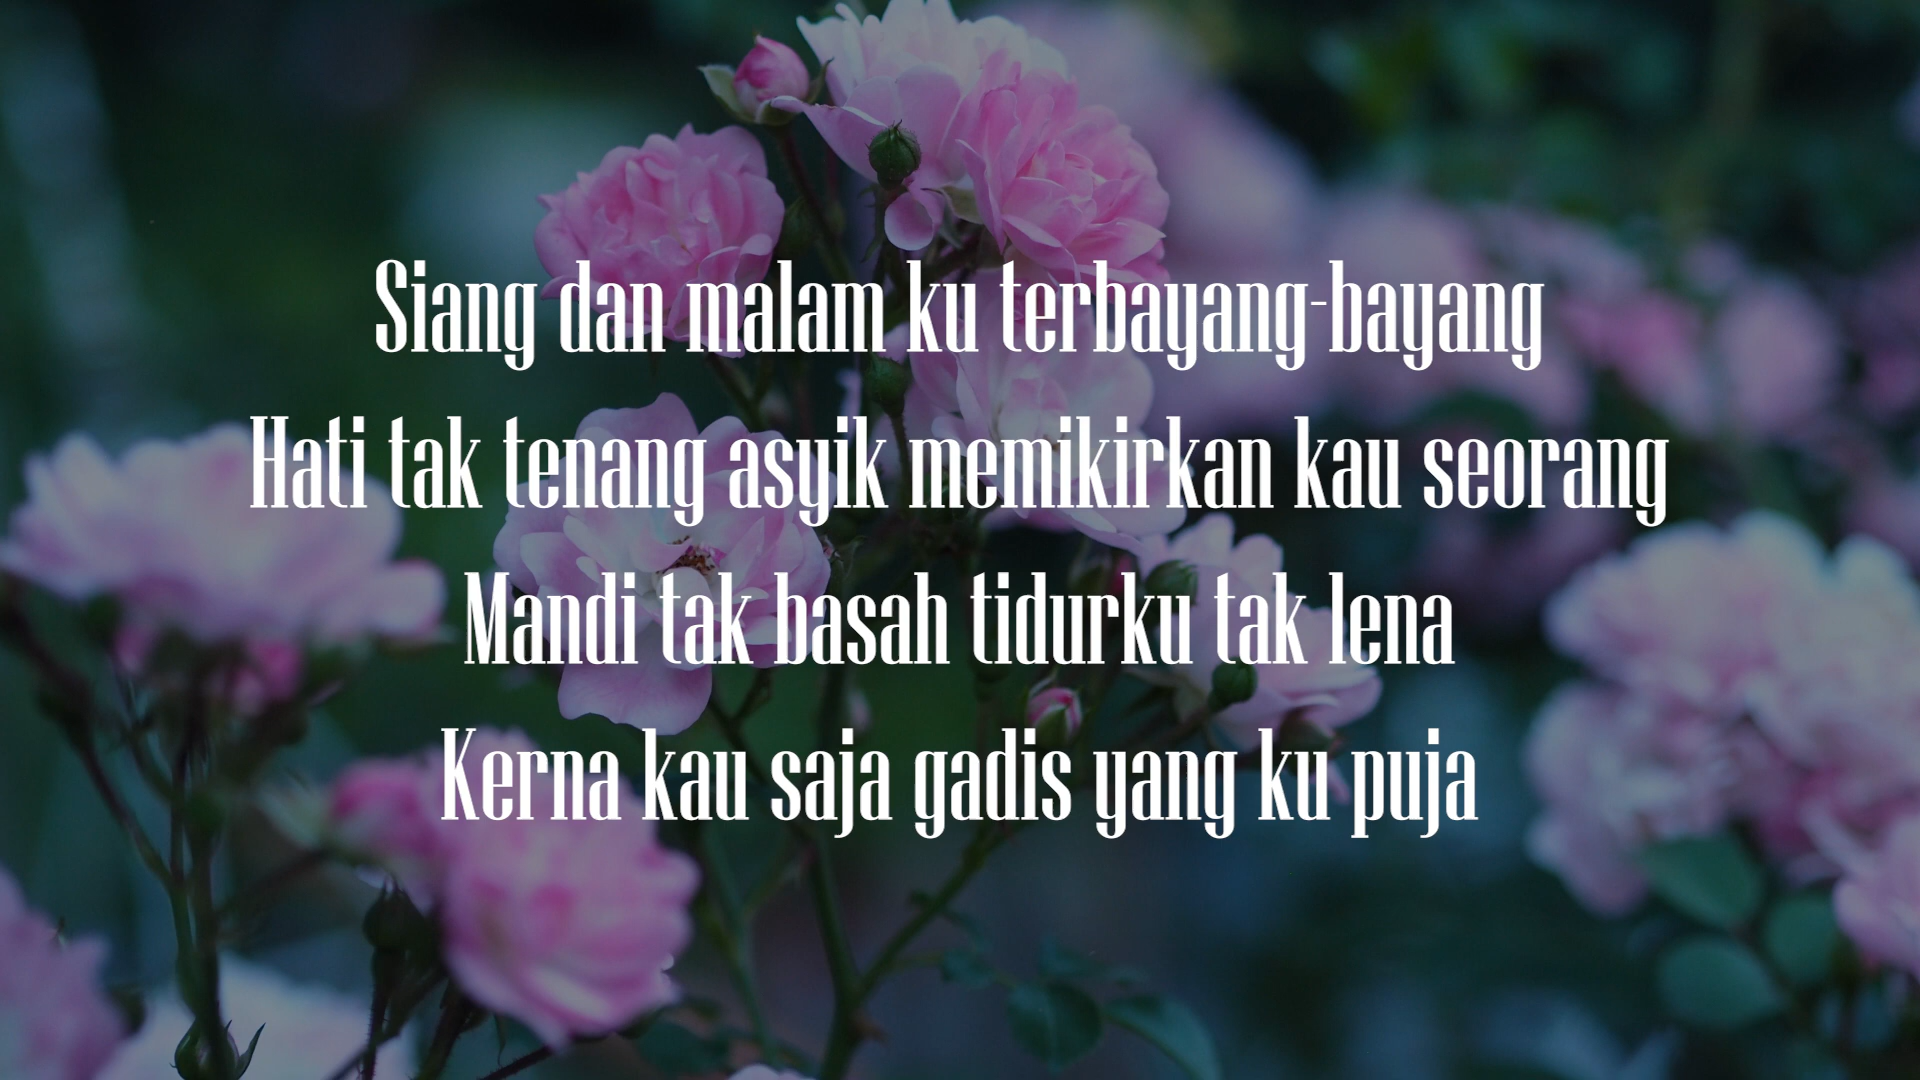 Siang dan malam ku terbayang-bayang
Hati tak tenang asyik memikirkan kau seorang
Mandi tak basah tidurku tak lena
Kerna kau saja gadis yang ku puja